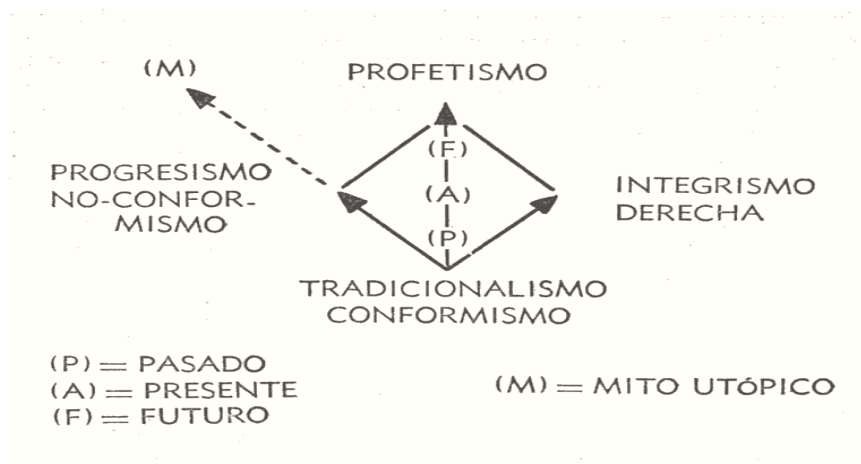 (M)
PROFETISMO
(F)
PROGRESISMO
NO-CONFOR-
MISMO
(A)
INTEGRISMO
DERECHA
(P)
TRADICIONALISMO
CONFORMISMO
(P) = PASADO
(A) = PRESENTE
(F) = FUTURO
(M) = MITO UTÓPICO